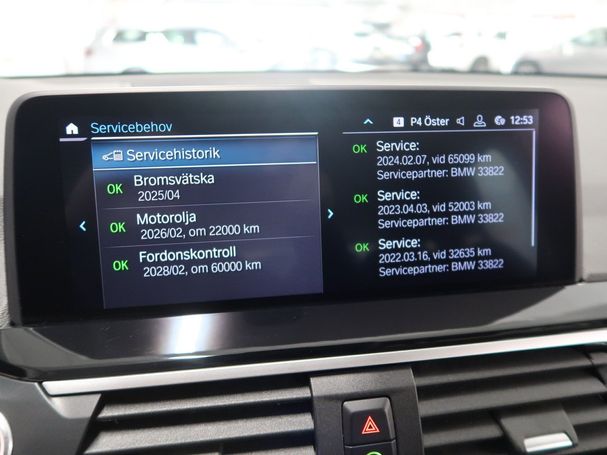 Servicebehov
4 P4 Öster 12:53
Servicehistorik
OK Bromsvätska
2025/04
OK Motorolja
2026/02, om 22000 km
OK Fordonskontroll
2028/02, om 60000 km
OK Service:
2024.02.07, vid 65099 km
Servicepartner: BMW 33822
OK Service:
2023.04.03, vid 52003 km
Servicepartner: BMW 33822
OK Service:
2022.03.16, vid 32635 km
Servicepartner: BMW 33822